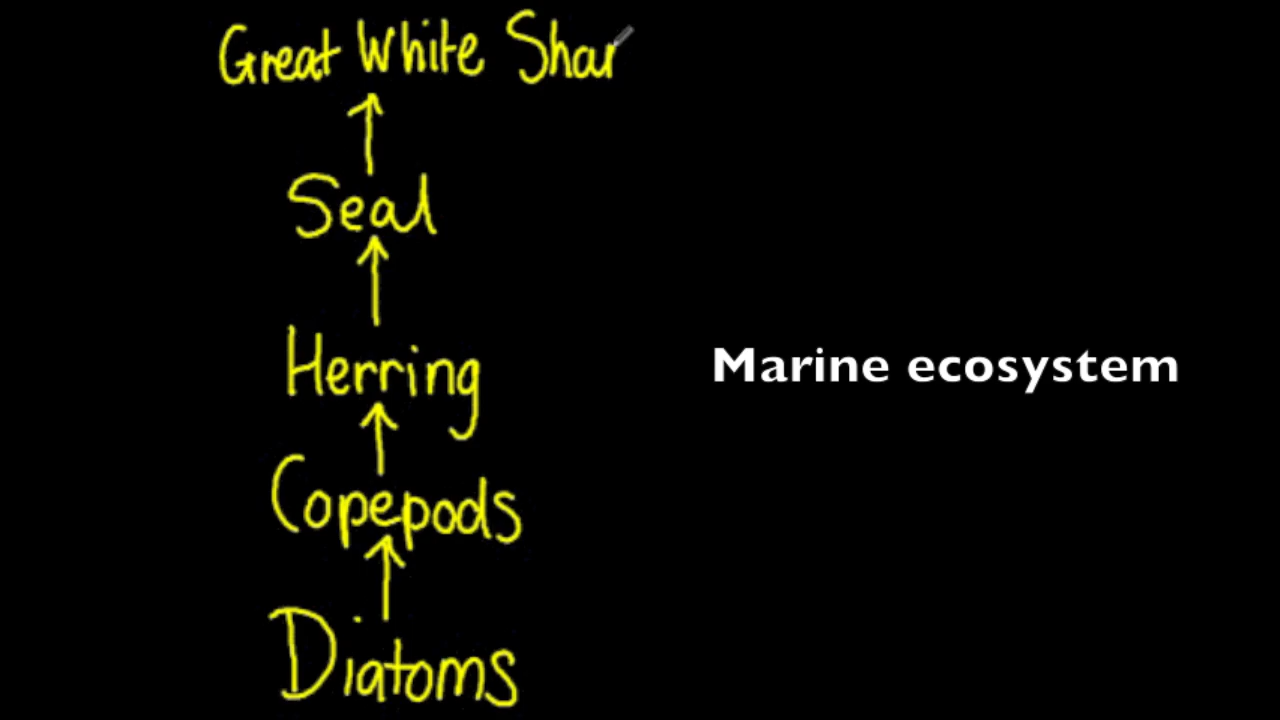 Great White Shar
Seal
Herring
Marine ecosystem
Copepods
Diatoms